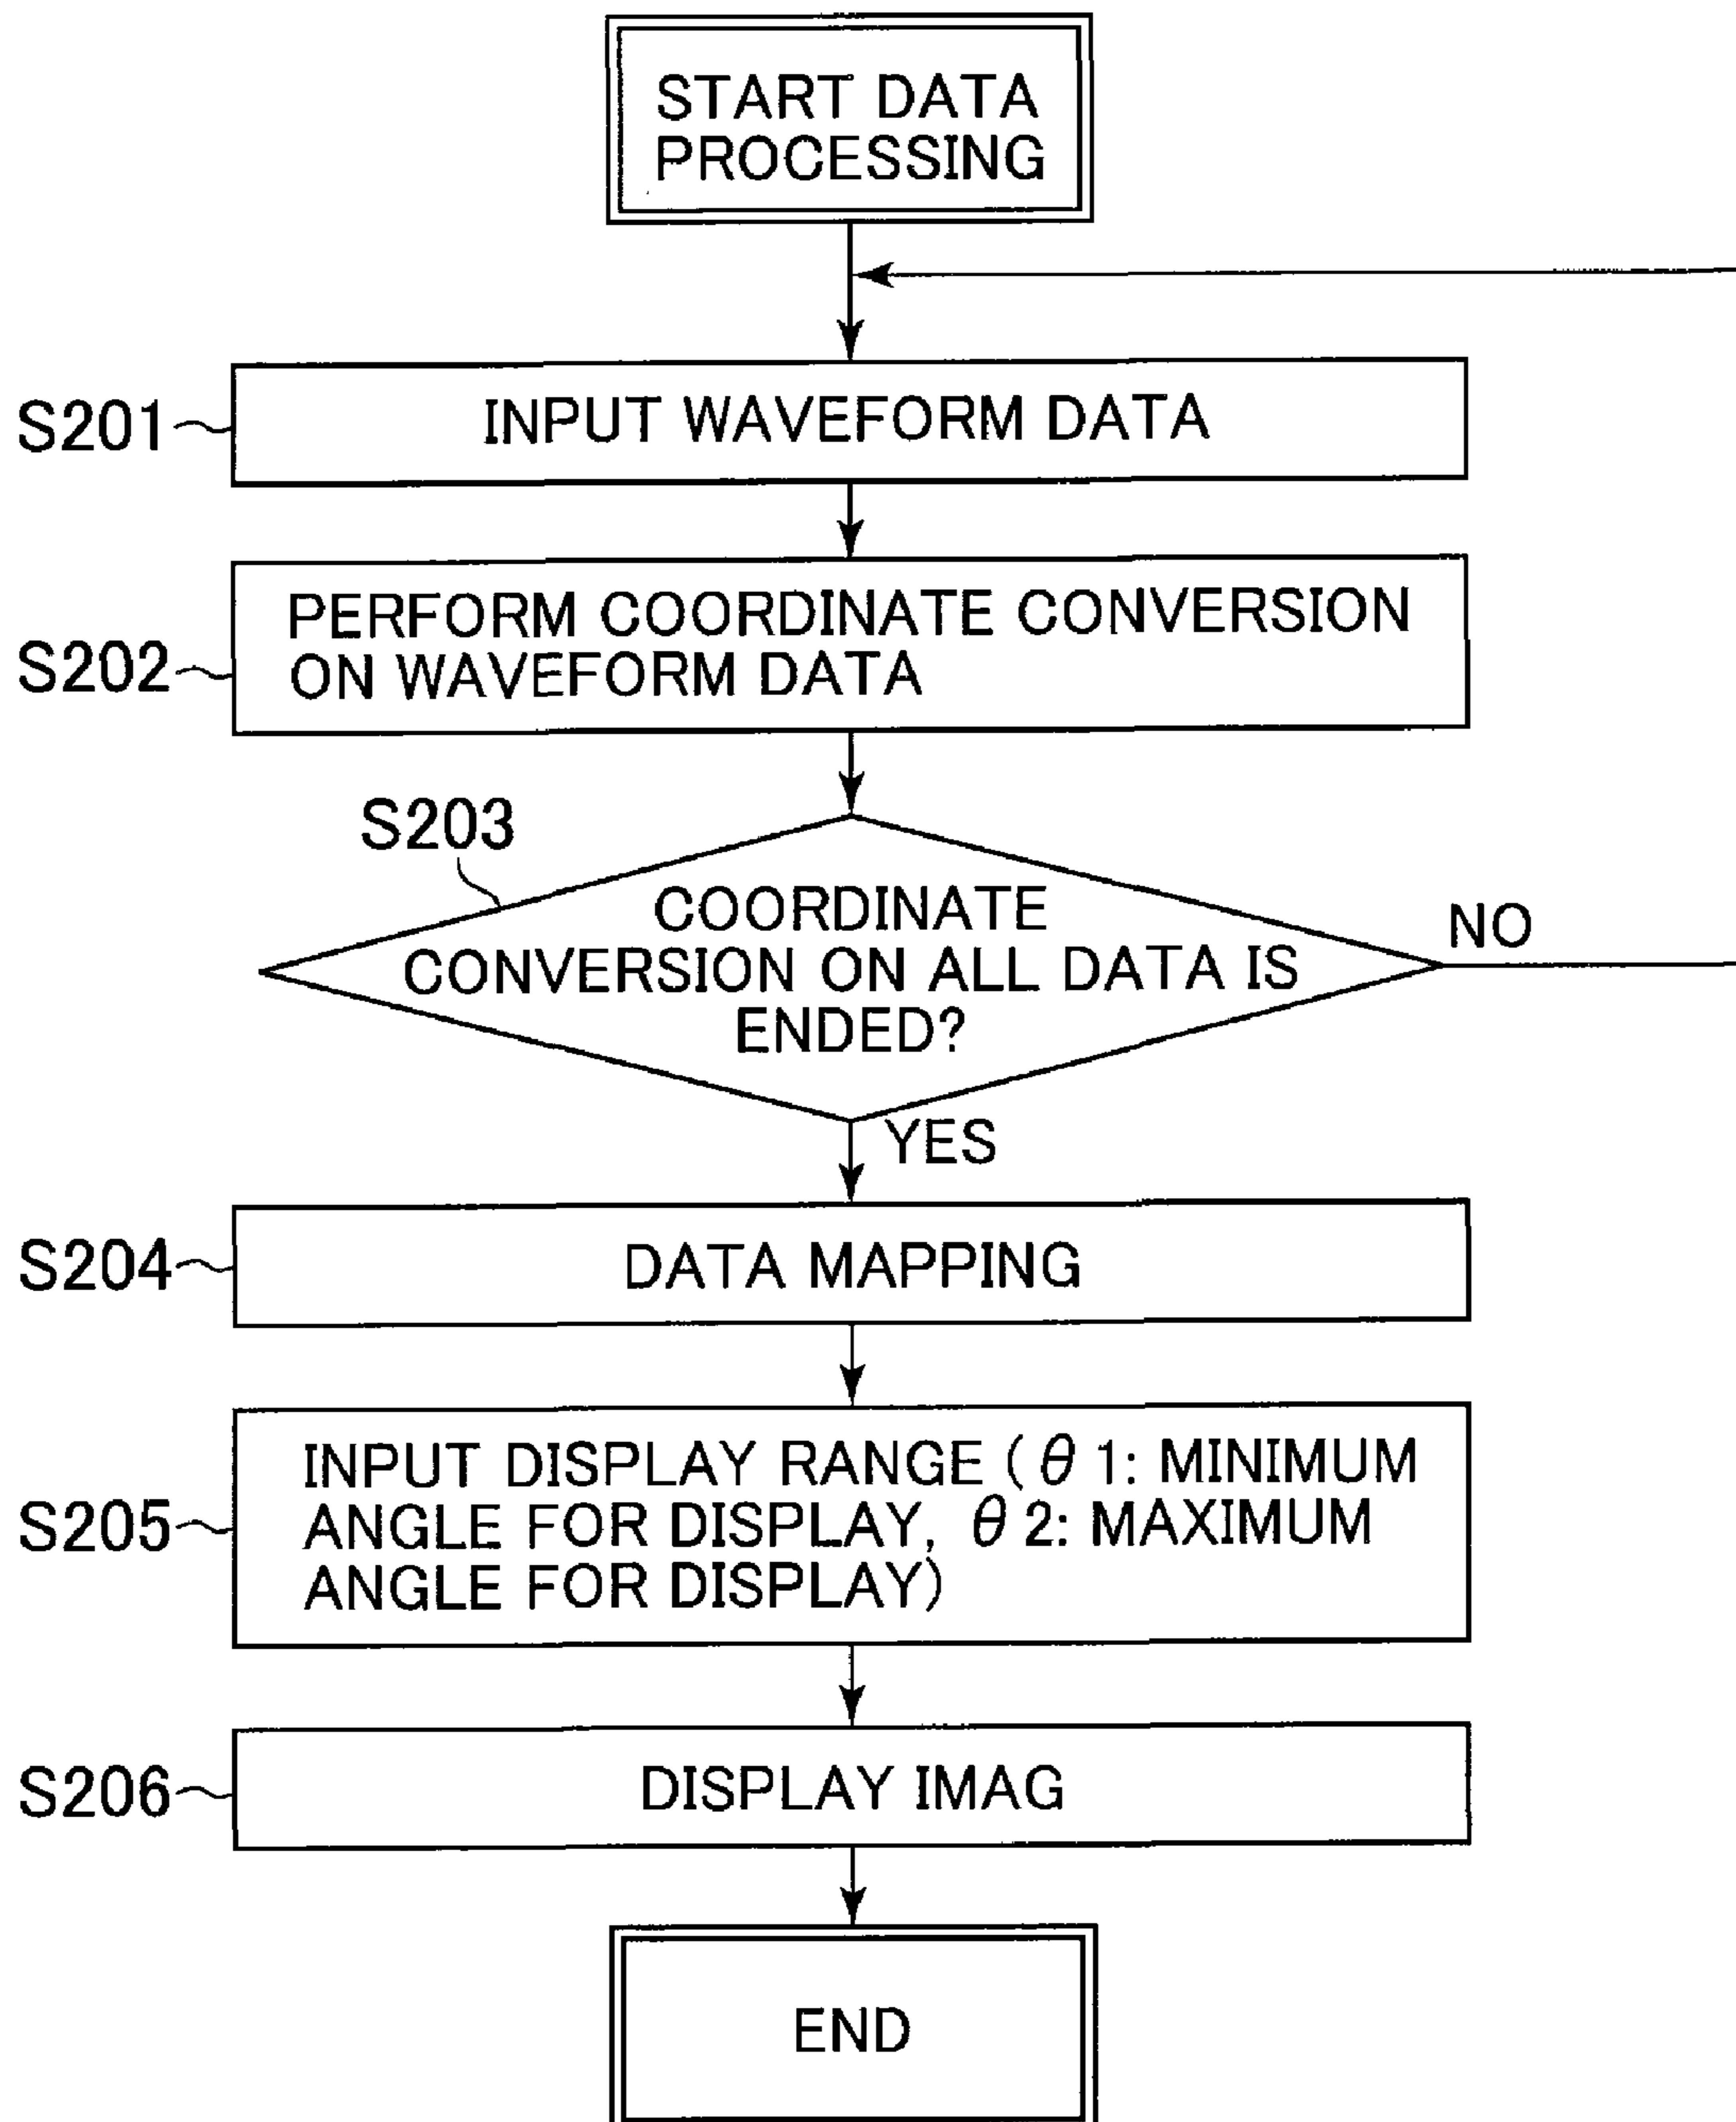 START DATA
PROCESSING
S201
INPUT WAVEFORM DATA
S202
PERFORM COORDINATE CONVERSION
ON WAVEFORM DATA
S203
COORDINATE
CONVERSION ON ALL DATA IS
ENDED?
NO
YES
S204
DATA MAPPING
S205
INPUT DISPLAY RANGE (θ 1: MINIMUM
ANGLE FOR DISPLAY, θ 2: MAXIMUM
ANGLE FOR DISPLAY)
S206
DISPLAY IMAG
END